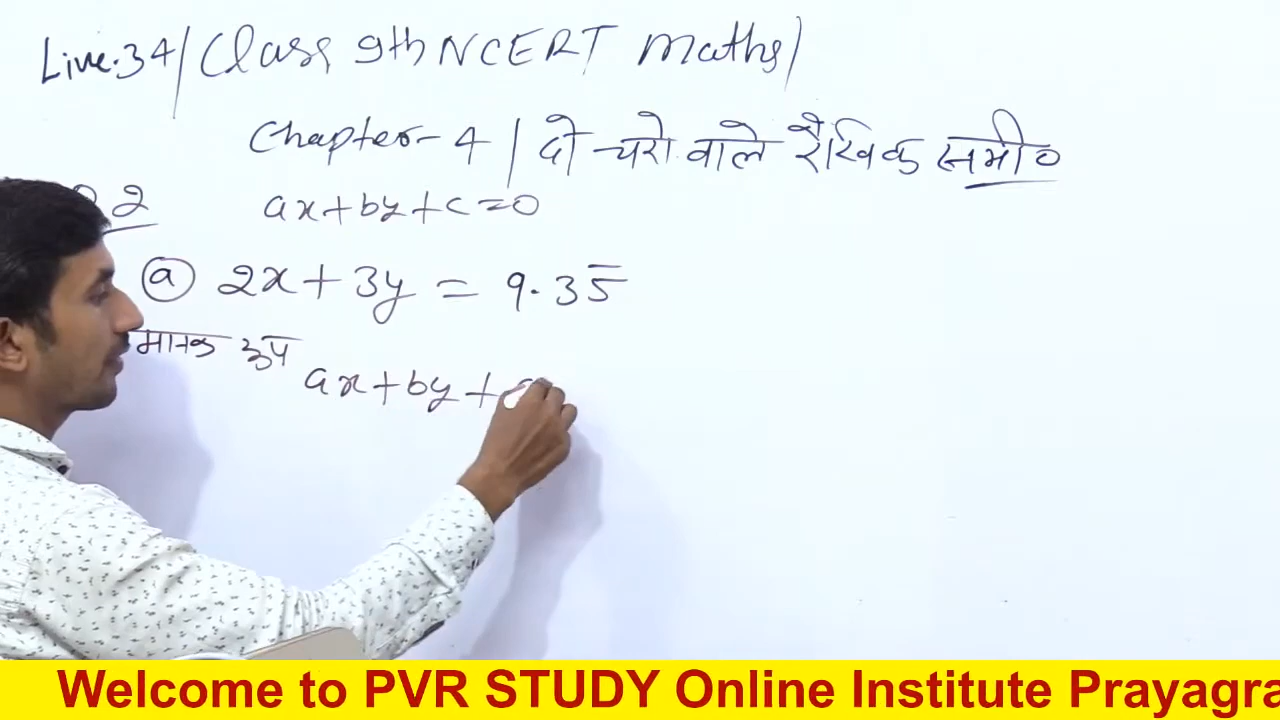 Live.34/Class 9th NCERT Maths/
Chapter-4/दो चरो वाले रैखिक समी०
2
ax+by+c=0
ⓐ 2x+3y = 9.35̅
मानक रूप
ax+by+
Welcome to PVR STUDY Online Institute Prayagra